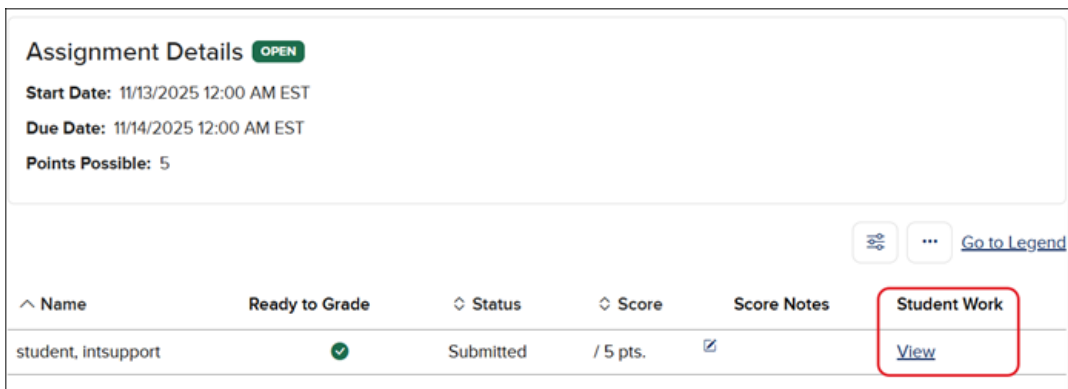 Assignment Details OPEN
Start Date: 11/13/2025 12:00 AM EST
Due Date: 11/14/2025 12:00 AM EST
Points Possible: 5
Go to Legend
Name Ready to Grade Status Score Score Notes Student Work
student, intsupport Submitted / 5 pts. View